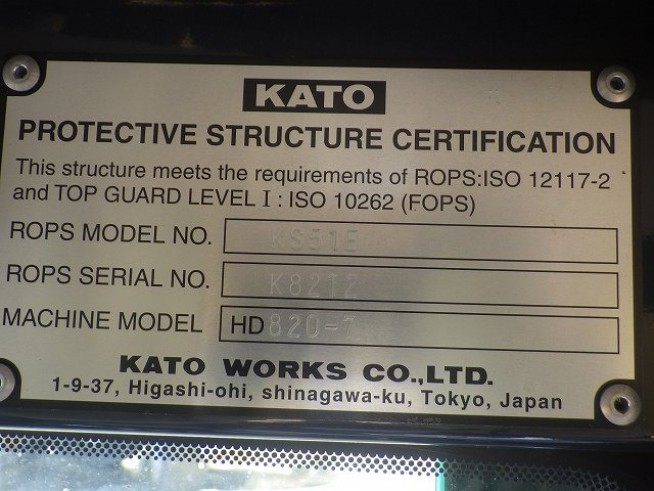 KATO
PROTECTIVE STRUCTURE CERTIFICATION
This structure meets the requirements of ROPS:ISO 12117-2
and TOP GUARD LEVEL I : ISO 10262 (FOPS)
ROPS MODEL NO. KS51E
ROPS SERIAL NO. K8212
MACHINE MODEL HD820-7
KATO WORKS CO.,LTD.
1-9-37, Higashi-ohi, shinagawa-ku, Tokyo, Japan